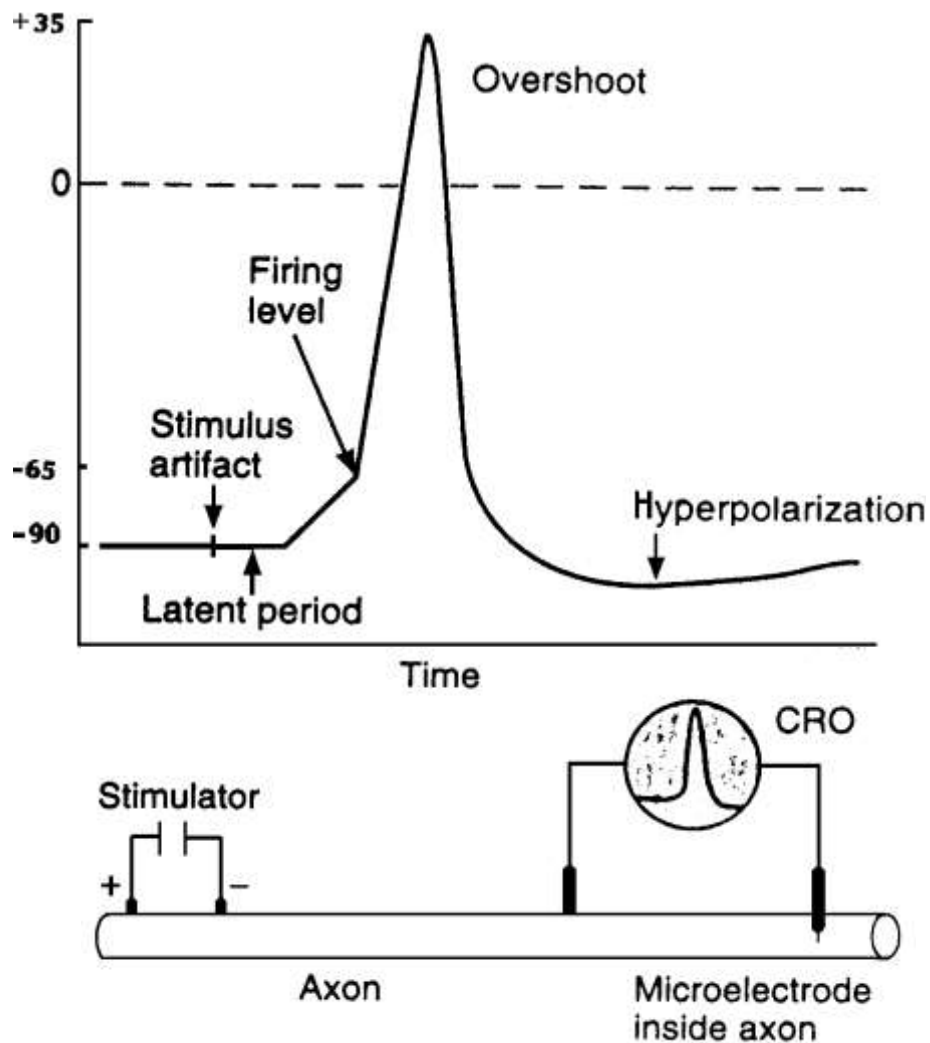 +35
Overshoot
0
Firing
level
Stimulus
artifact
-65
Hyperpolarization
-90
Latent period
Time
CRO
Stimulator
+
−
Axon
Microelectrode
inside axon